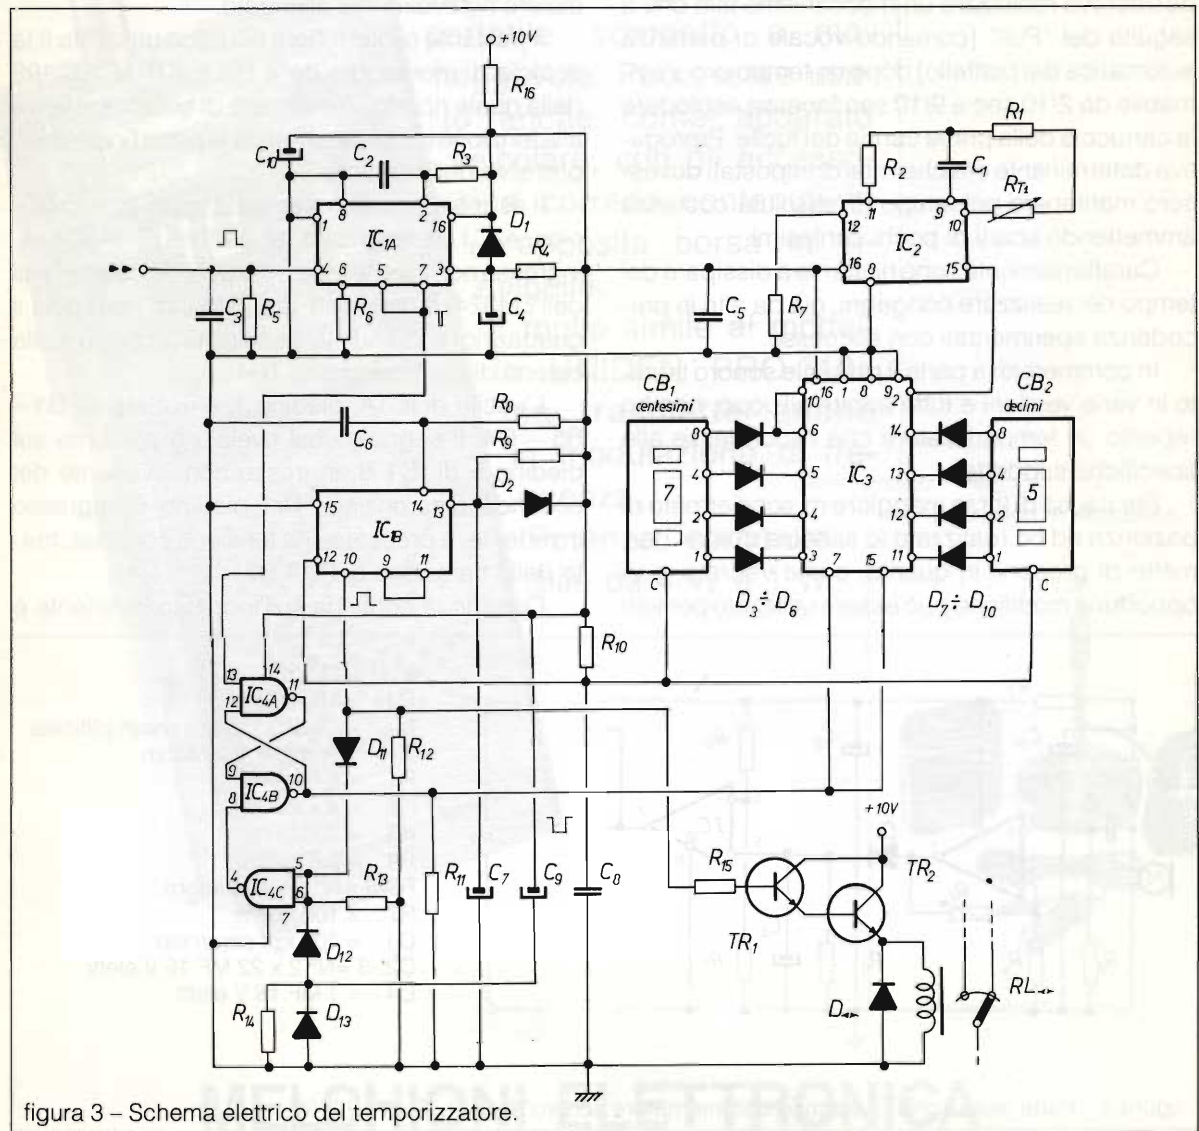 +10V
R16
C10
C2
R3
8
2
1
16
IC1A
D1
4
6
5
7
3
R4
C3
R5
R6
C4
R1
R2
C1
RT1
11
9
12
10
IC2
16
8
15
C5
R7
16
1
8
9
2
CB1
centesimi
CB2
decimi
10
8
6
14
8
4
5
IC3
13
4
7
5
2
4
12
2
1
3
7
15
11
1
C
C
D3 ÷ D6
D7 ÷ D10
C6
R8
R9
D2
15
14
13
IC1B
12
10
9
11
R10
13
14
11
12
IC4A
D11
R12
9
10
8
IC4B
4
5
6
IC4C
7
R13
R11
C7
C9
C8
D12
R14
D13
+10V
R15
TR2
TR1
D
RL
figura 3 – Schema elettrico del temporizzatore.